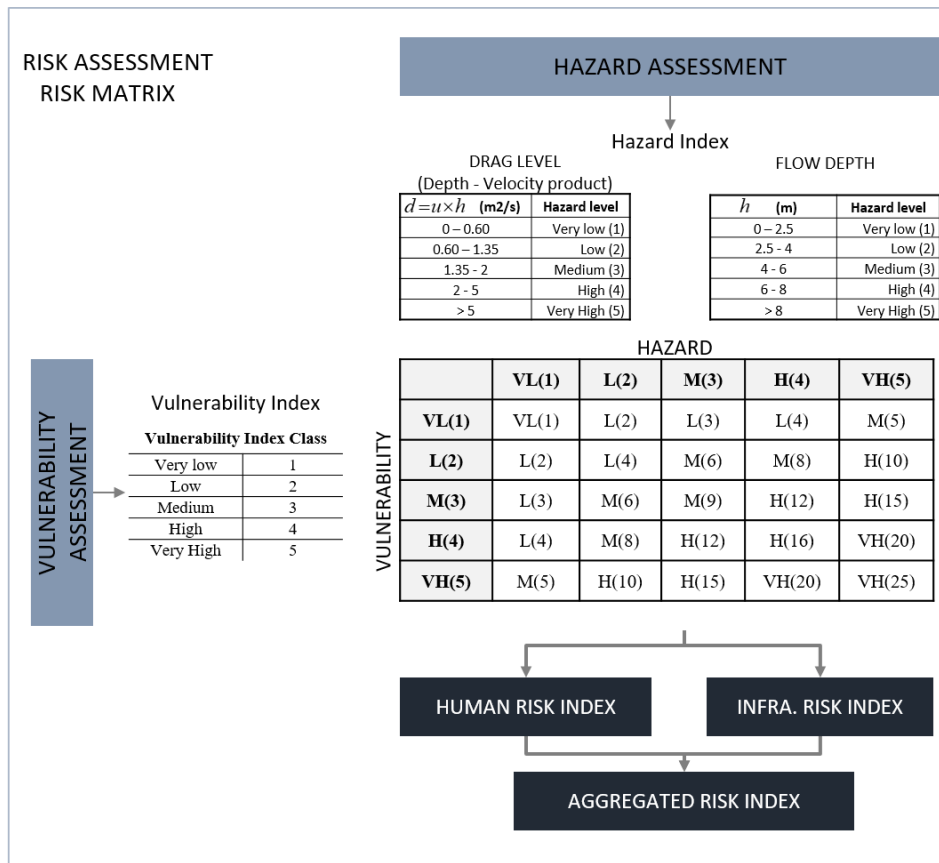 RISK ASSESSMENT
RISK MATRIX
HAZARD ASSESSMENT
Hazard Index
DRAG LEVEL
(Depth - Velocity product)
d=u×h (m2/s) Hazard level
0 – 0.60 Very low (1)
0.60 – 1.35 Low (2)
1.35 - 2 Medium (3)
2 - 5 High (4)
> 5 Very High (5)
FLOW DEPTH
h (m) Hazard level
0 – 2.5 Very low (1)
2.5 - 4 Low (2)
4 - 6 Medium (3)
6 - 8 High (4)
> 8 Very High (5)
VULNERABILITY
ASSESSMENT
Vulnerability Index
Vulnerability Index Class
Very low 1
Low 2
Medium 3
High 4
Very High 5
HAZARD
VULNERABILITY
VL(1) L(2) M(3) H(4) VH(5)
VL(1) VL(1) L(2) L(3) L(4) M(5)
L(2) L(2) L(4) M(6) M(8) H(10)
M(3) L(3) M(6) M(9) H(12) H(15)
H(4) L(4) M(8) H(12) H(16) VH(20)
VH(5) M(5) H(10) H(15) VH(20) VH(25)
HUMAN RISK INDEX
INFRA. RISK INDEX
AGGREGATED RISK INDEX